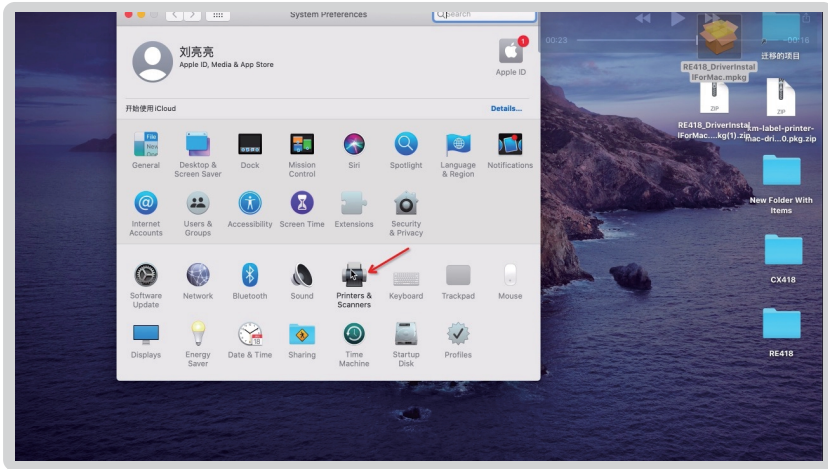 System Preferences
Search
刘亮亮
Apple ID, Media & App Store
1
Apple ID
开始使用 iCloud
Details...
File
New
General
Desktop &
Screen Saver
Dock
Mission
Control
Siri
Spotlight
Language
& Region
Notifications
Internet
Accounts
Users &
Groups
Accessibility
Screen Time
Extensions
Security
& Privacy
Software
Update
Network
Bluetooth
Sound
Printers &
Scanners
Keyboard
Trackpad
Mouse
Displays
Energy
Saver
18
Date & Time
Sharing
Time
Machine
Startup
Disk
Profiles
00:23
00:16
RE418_DriverInstal
lForMac.mpkg
迁移的项目
ZIP
RE418_DriverInstal
lForMac....kg(1).zip
ZIP
km-label-printer-
mac-dri...0.pkg.zip
New Folder With
Items
CX418
RE418